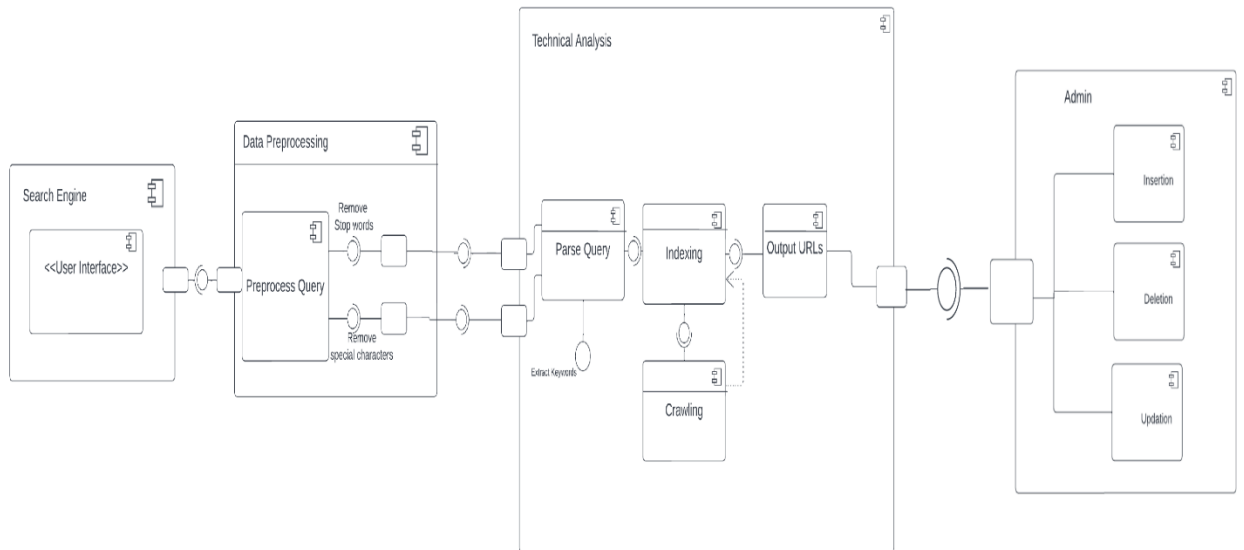 Search Engine
<<User Interface>>
Data Preprocessing
Preprocess Query
Remove
Stop words
Remove
special characters
Technical Analysis
Parse Query
Extract Keywords
Indexing
Crawling
Output URLs
Admin
Insertion
Deletion
Updation